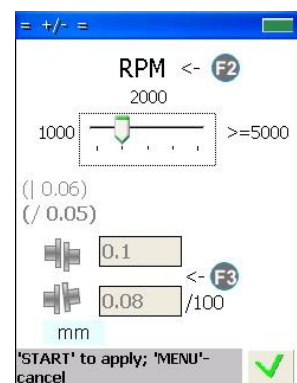 = +/- =
RPM <- F2
2000
1000 >=5000
(| 0.06)
(/ 0.05)
0.1
<- F3
0.08 /100
mm
'START' to apply; 'MENU'-
cancel